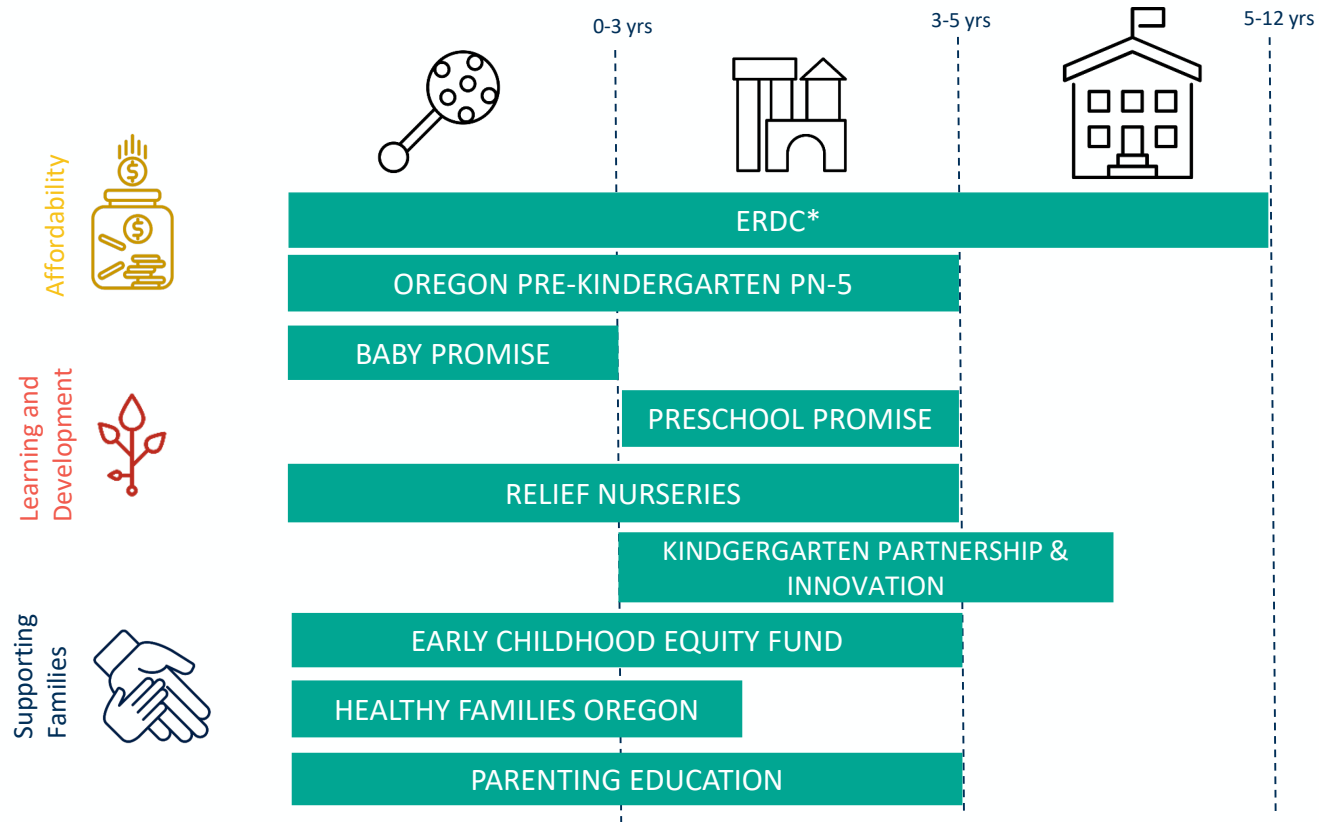 0-3 yrs
3-5 yrs
5-12 yrs
Affordability
ERDC*
OREGON PRE-KINDERGARTEN PN-5
BABY PROMISE
Learning and
Development
PRESCHOOL PROMISE
RELIEF NURSERIES
KINDGERGARTEN PARTNERSHIP &
INNOVATION
Supporting
Families
EARLY CHILDHOOD EQUITY FUND
HEALTHY FAMILIES OREGON
PARENTING EDUCATION